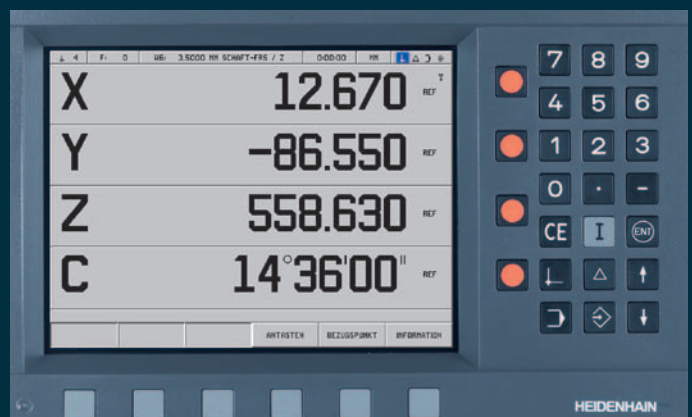 4 F: 0 W6: 3.5000 MM SCHAFT-FRS / Z 0:00:00 MM I
X 12.670 REF
Y -86.550 REF
Z 558.630 REF
C 14°36'00" REF
ANTASTEN BEZUGSPUNKT INFORMATION
7 8 9
4 5 6
1 2 3
0 . -
CE I ENT
HEIDENHAIN